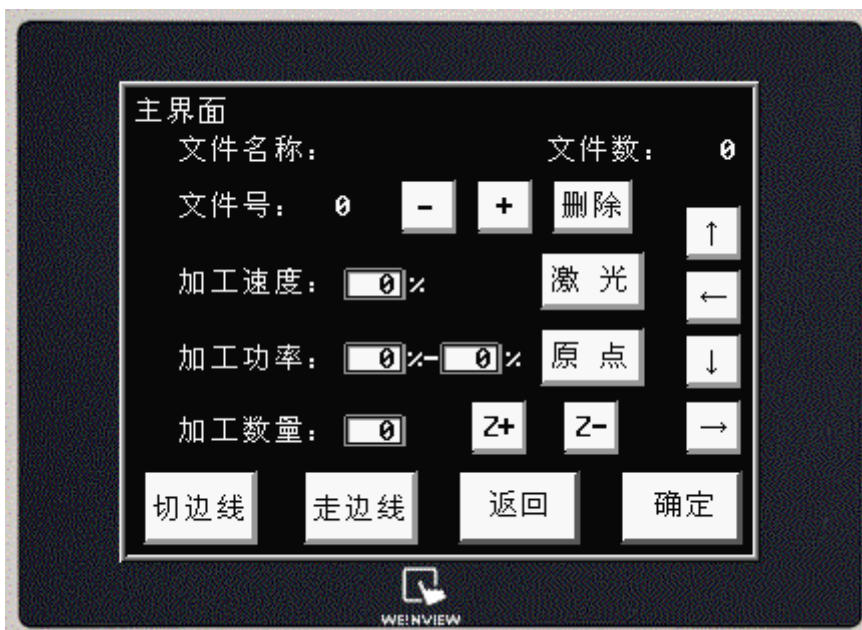 主界面
文件名称： 文件数： 0
文件号： 0 - + 删除
↑
加工速度： 0% 激光
←
加工功率： 0%-0% 原点 ↓
加工数量： 0 Z+ Z- →
切边线 走边线 返回 确定
WE!NVIEW